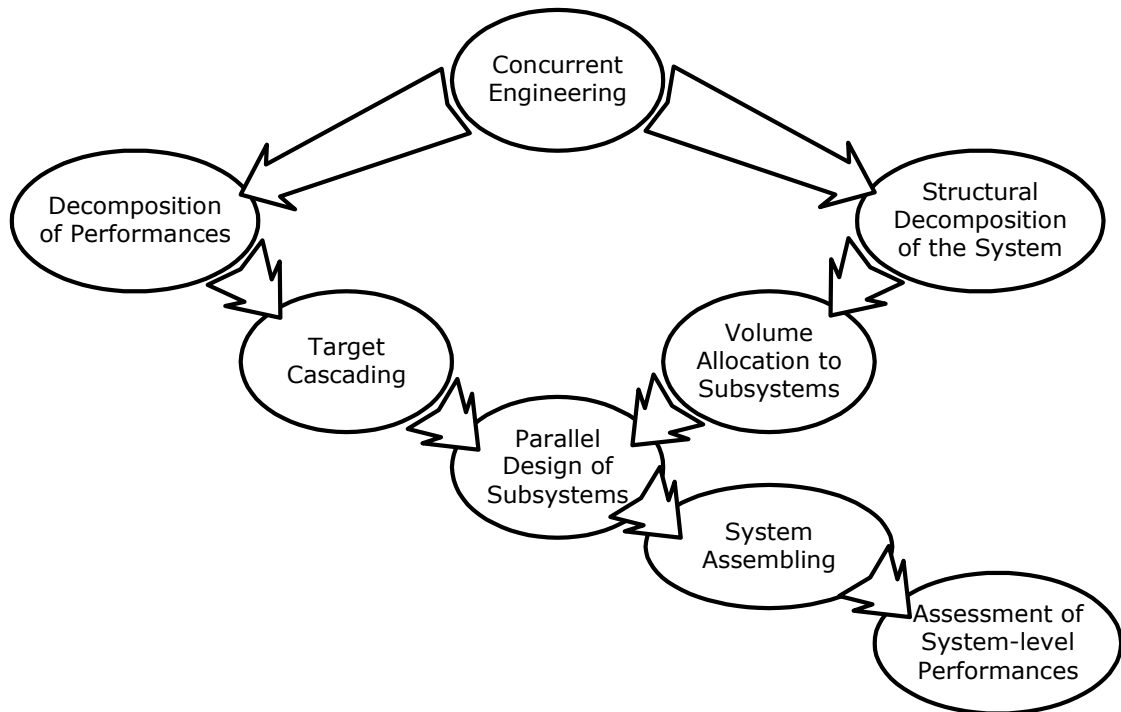 Concurrent
Engineering
Decomposition
of Performances
Structural
Decomposition
of the System
Target
Cascading
Volume
Allocation to
Subsystems
Parallel
Design of
Subsystems
System
Assembling
Assessment of
System-level
Performances